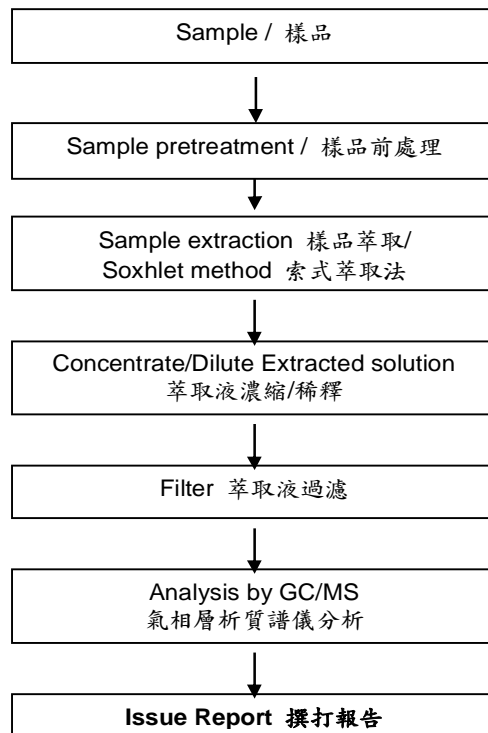 Sample / 樣品
Sample pretreatment / 樣品前處理
Sample extraction 樣品萃取/
Soxhlet method 索式萃取法
Concentrate/Dilute Extracted solution
萃取液濃縮/稀釋
Filter 萃取液過濾
Analysis by GC/MS
氣相層析質譜儀分析
Issue Report 撰打報告